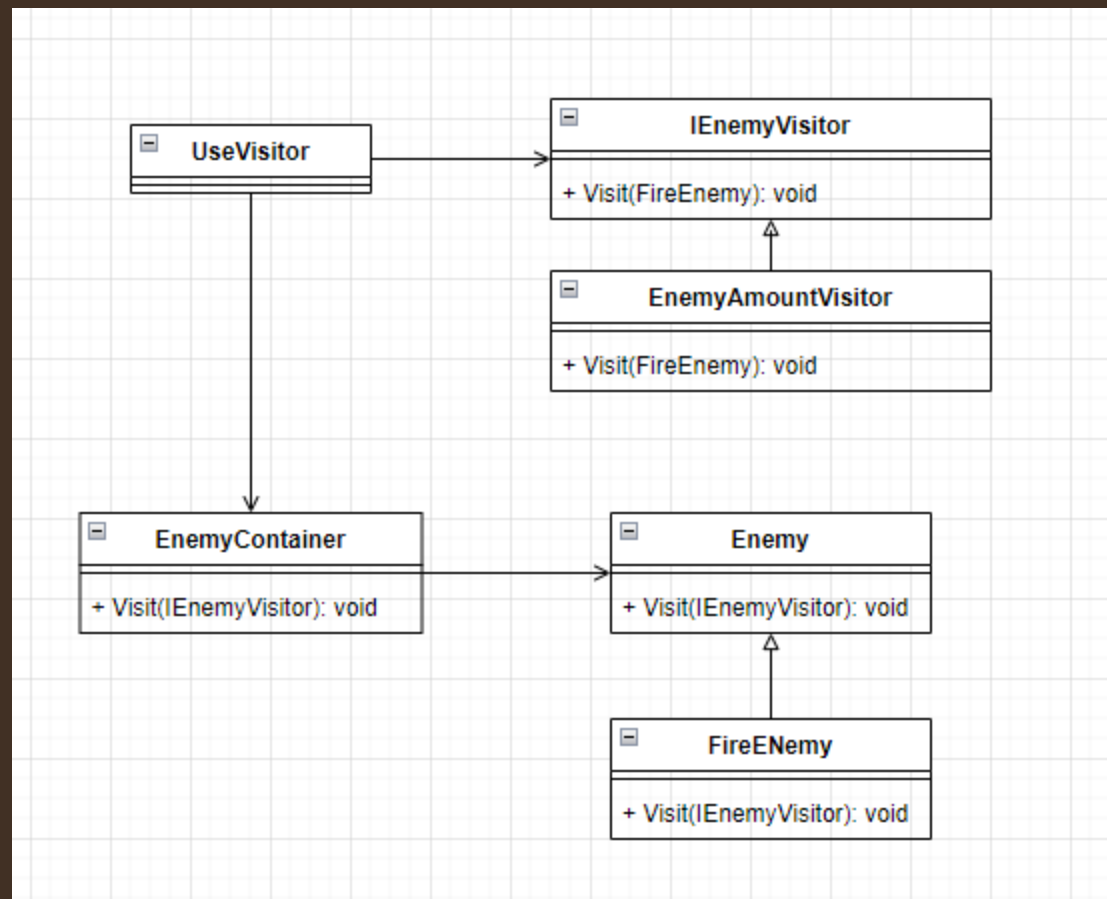 UseVisitor
IEnemyVisitor
+ Visit(FireEnemy): void
EnemyAmountVisitor
+ Visit(FireEnemy): void
EnemyContainer
+ Visit(IEnemyVisitor): void
Enemy
+ Visit(IEnemyVisitor): void
FireENemy
+ Visit(IEnemyVisitor): void